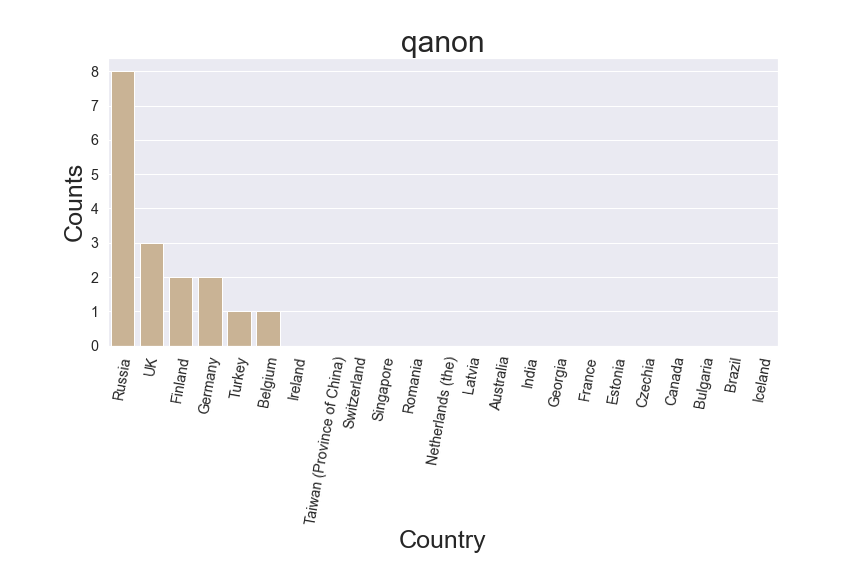 qanon
Counts
8
7
6
5
4
3
2
1
0
Russia
UK
Finland
Germany
Turkey
Belgium
Ireland
Taiwan (Province of China)
Switzerland
Singapore
Romania
Netherlands (the)
Latvia
Australia
India
Georgia
France
Estonia
Czechia
Canada
Bulgaria
Brazil
Iceland
Country